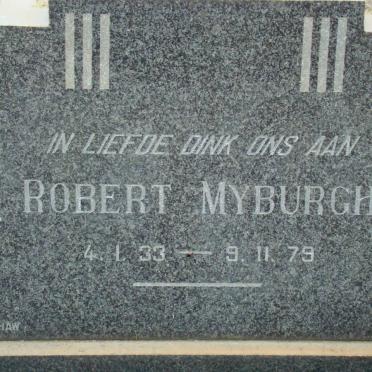 IN LIEFDE DINK ONS AAN
ROBERT MYBURGH
4.1.33 — 9.11.79